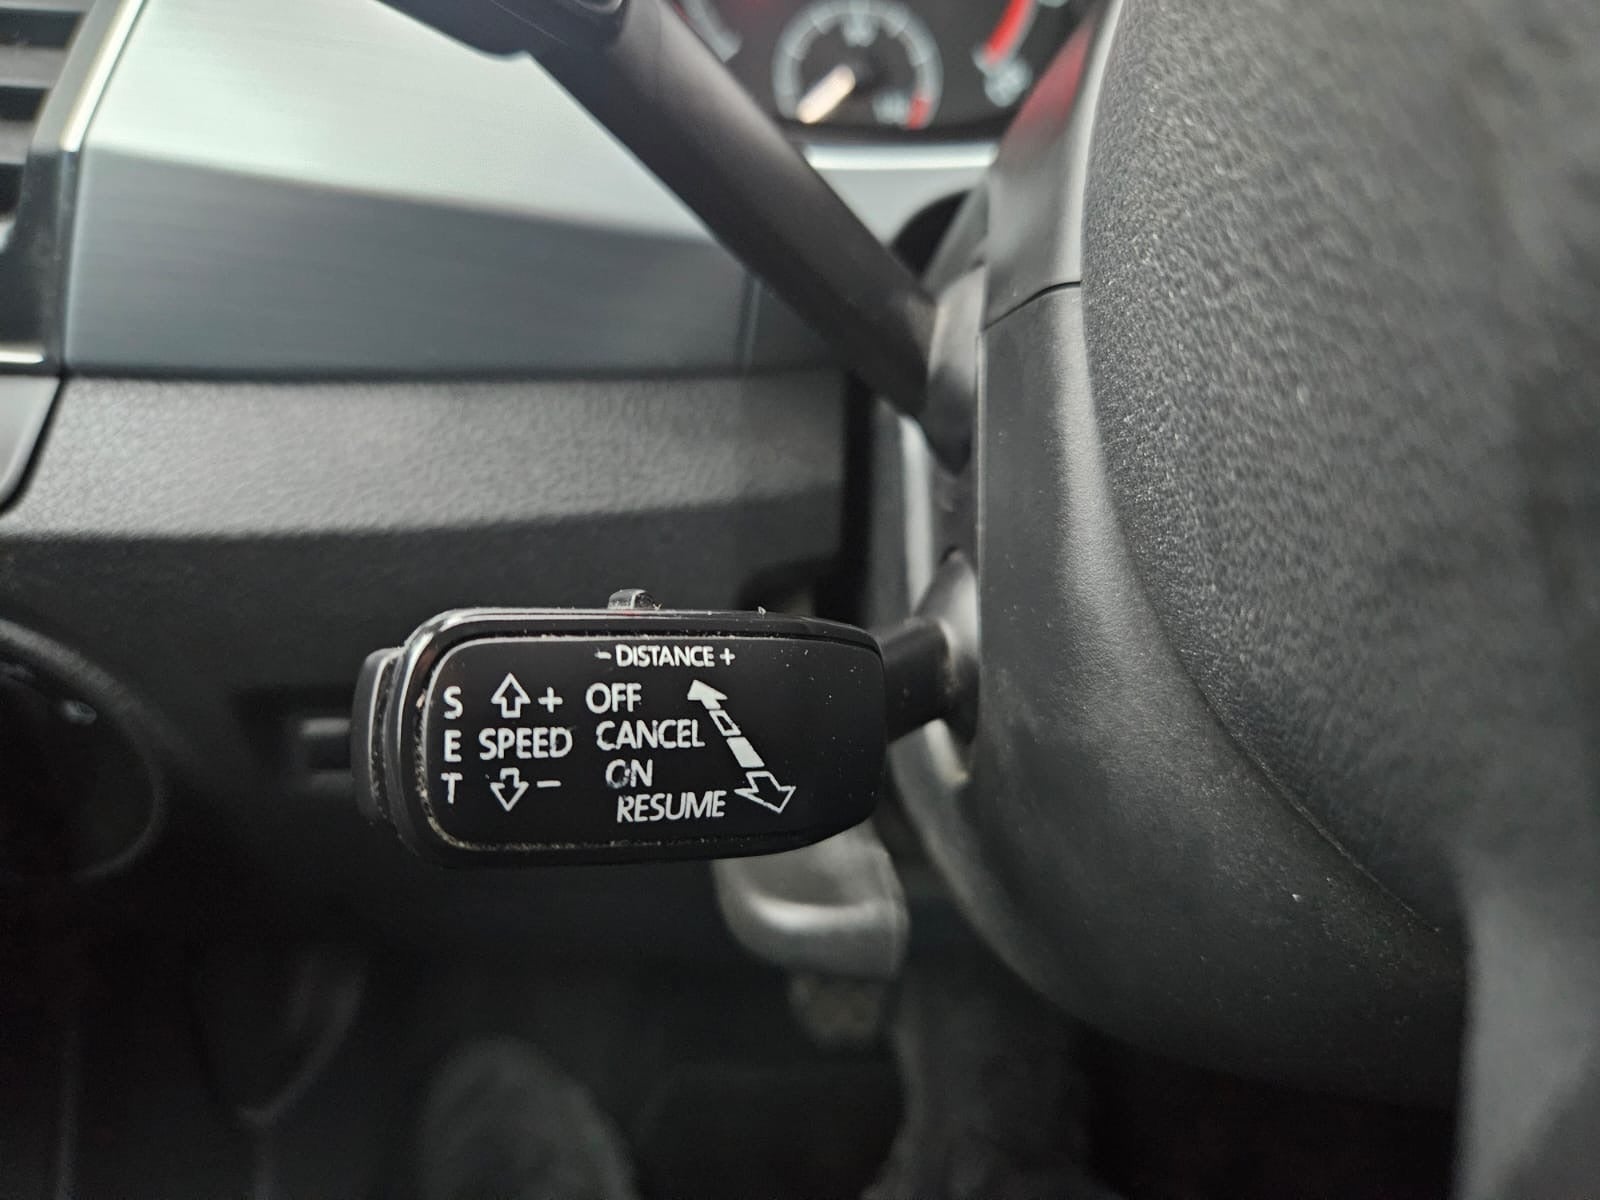 - DISTANCE +
S + OFF
E SPEED CANCEL
T - ON
RESUME